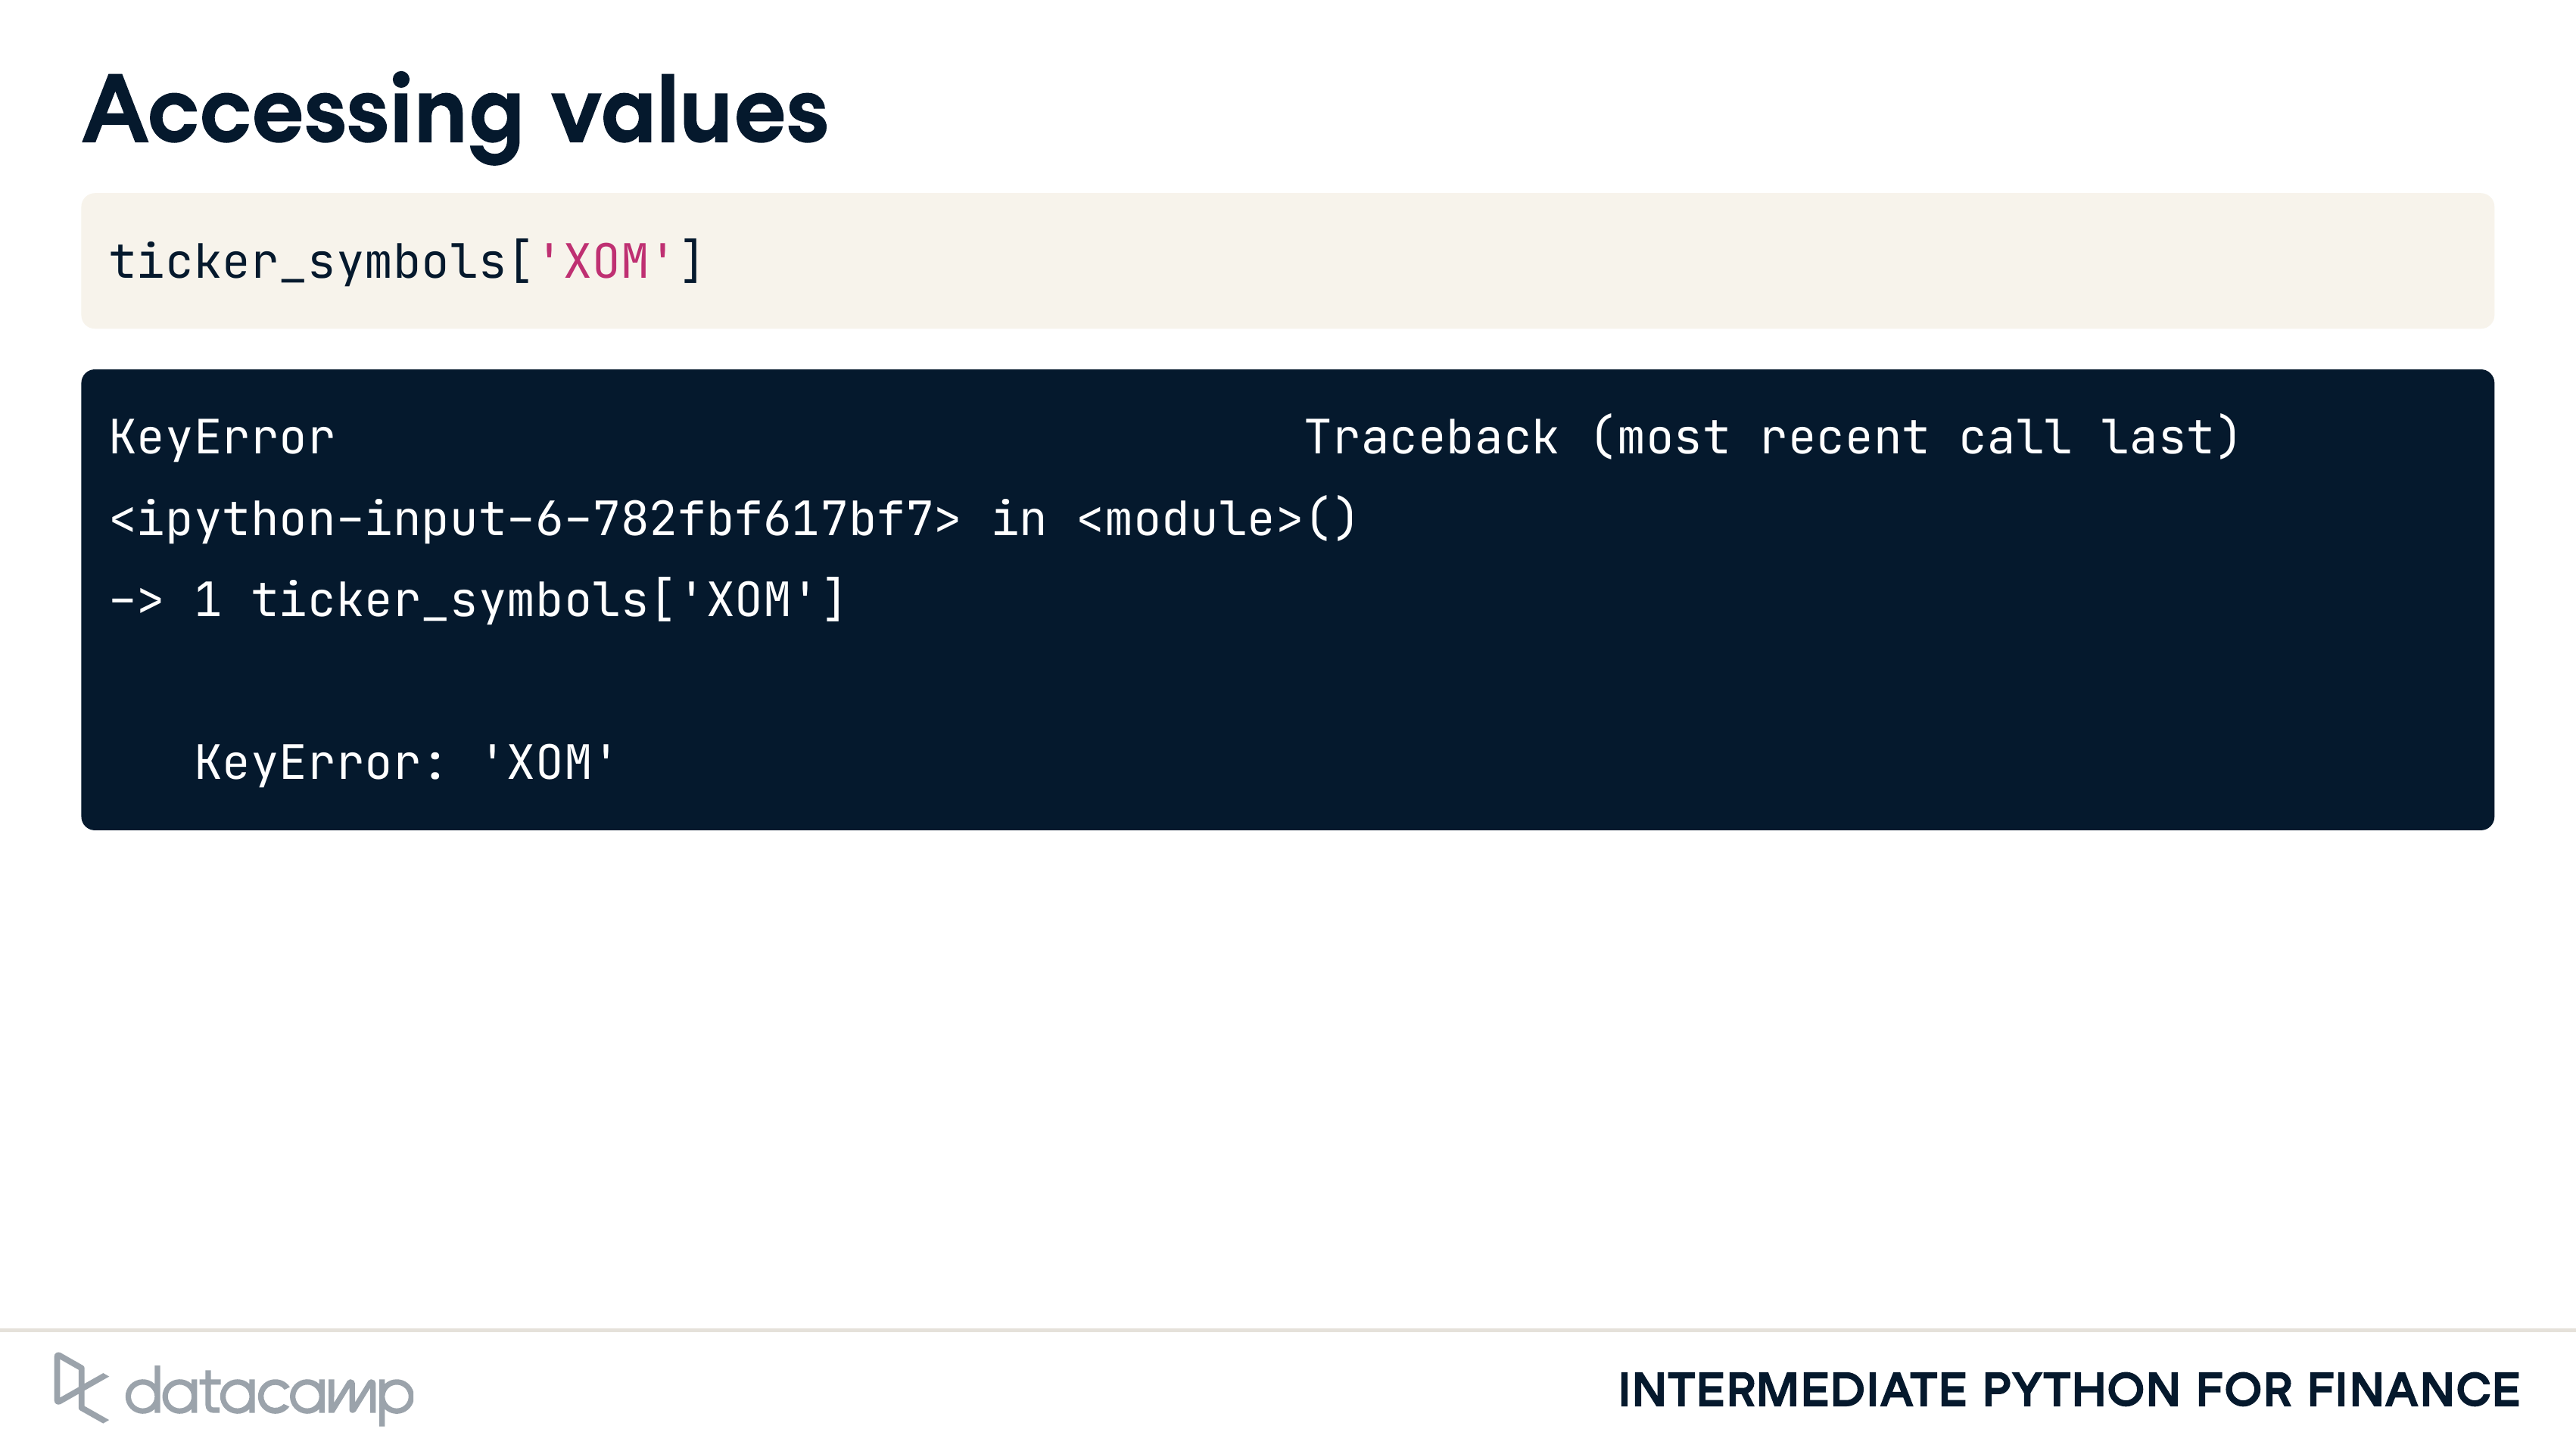 Accessing values
ticker_symbols['XOM']
KeyError                                  Traceback (most recent call last)
<ipython-input-6-782fbf617bf7> in <module>()
-> 1 ticker_symbols['XOM']
   KeyError: 'XOM'
datacamp
INTERMEDIATE PYTHON FOR FINANCE